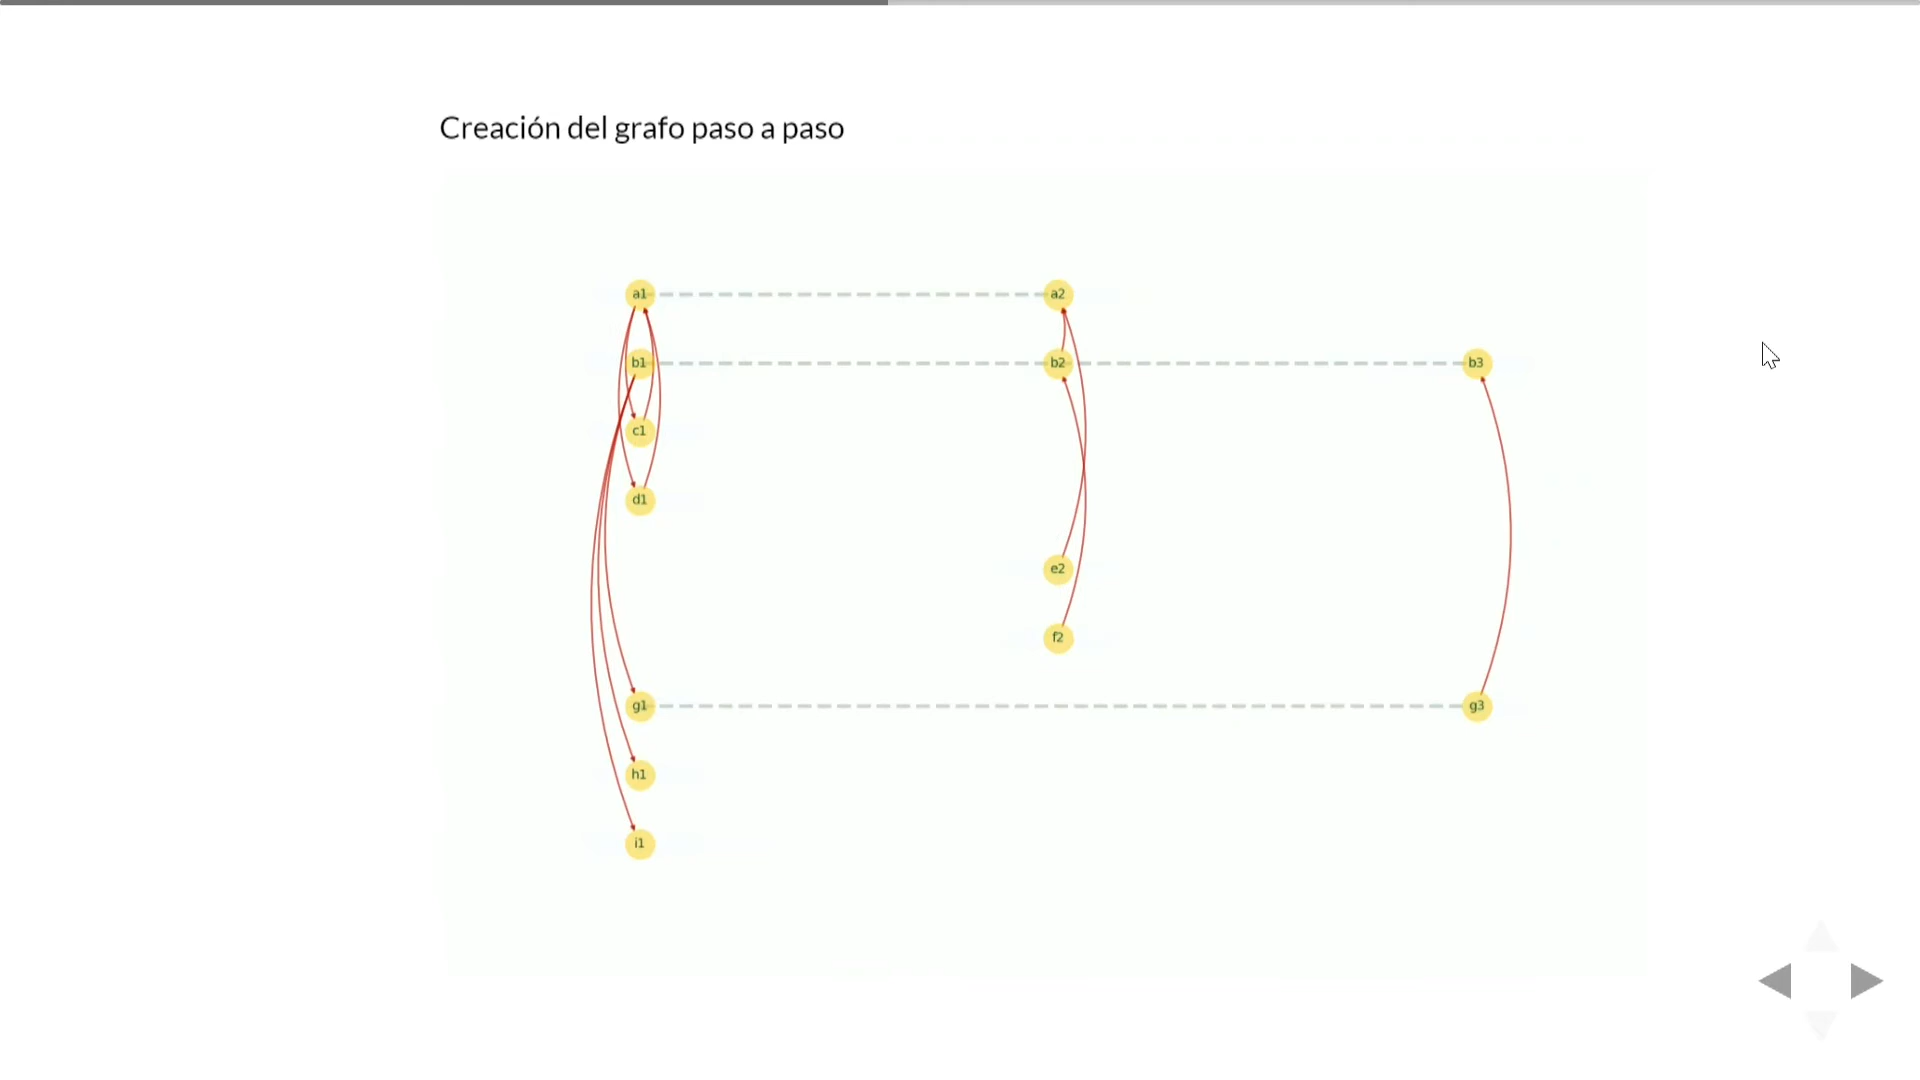 Creación del grafo paso a paso
a1 a2
b1 b2 b3
c1
d1
e2
f2
g1 g3
h1
i1